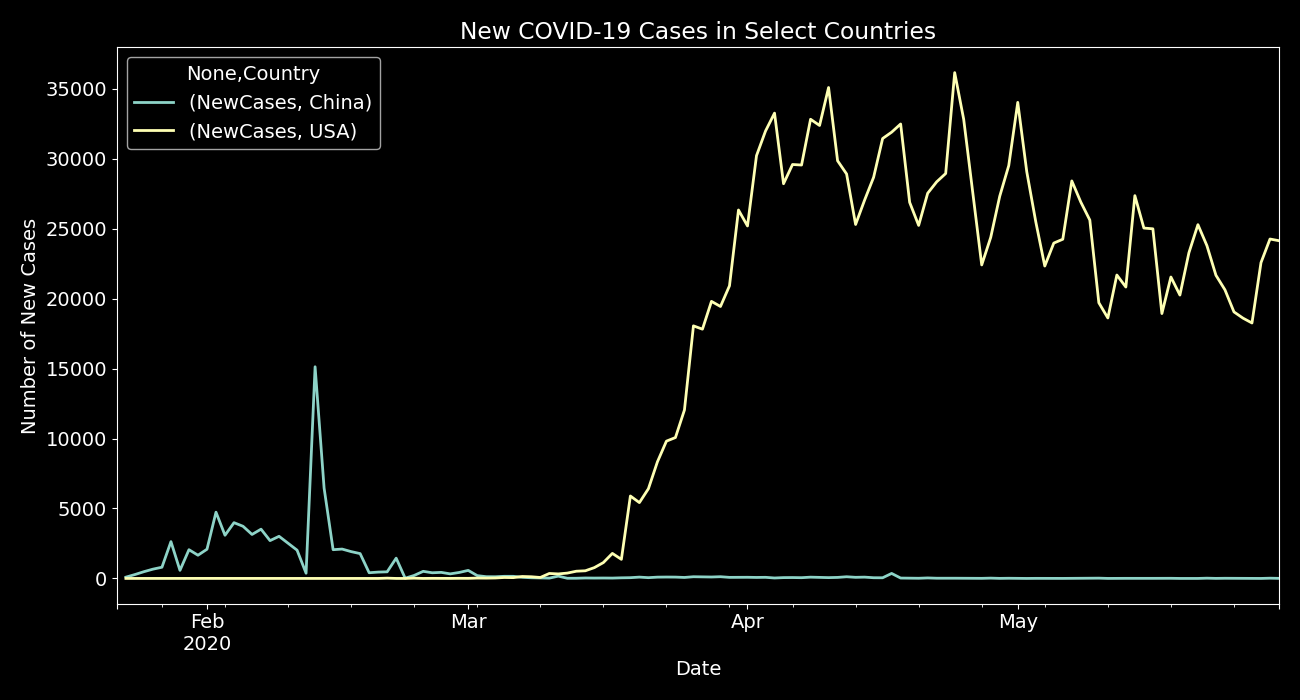 New COVID-19 Cases in Select Countries
None,Country
(NewCases, China)
(NewCases, USA)
Number of New Cases
35000
30000
25000
20000
15000
10000
5000
0
Feb
2020
Mar
Apr
May
Date